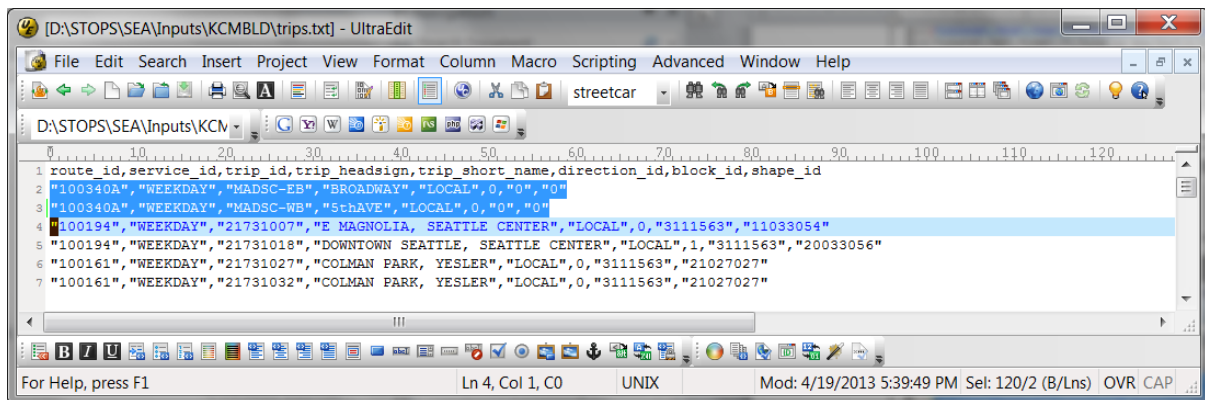 [D:\STOPS\SEA\Inputs\KCMBLD\trips.txt] - UltraEdit
File Edit Search Insert Project View Format Column Macro Scripting Advanced Window Help
streetcar
D:\STOPS\SEA\Inputs\KCM
0 10 20 30 40 50 60 70 80 90 100 110 120
1 route_id,service_id,trip_id,trip_headsign,trip_short_name,direction_id,block_id,shape_id
2 "100340A","WEEKDAY","MADSC-EB","BROADWAY","LOCAL",0,"0","0"
3 "100340A","WEEKDAY","MADSC-WB","5thAVE","LOCAL",0,"0","0"
4 "100194","WEEKDAY","21731007","E MAGNOLIA, SEATTLE CENTER","LOCAL",0,"3111563","11033054"
5 "100194","WEEKDAY","21731018","DOWNTOWN SEATTLE, SEATTLE CENTER","LOCAL",1,"3111563","20033056"
6 "100161","WEEKDAY","21731027","COLMAN PARK, YESLER","LOCAL",0,"3111563","21027027"
7 "100161","WEEKDAY","21731032","COLMAN PARK, YESLER","LOCAL",0,"3111563","21027027"
B I U
For Help, press F1 Ln 4, Col 1, C0 UNIX Mod: 4/19/2013 5:39:49 PM Sel: 120/2 (B/Lns) OVR CAP